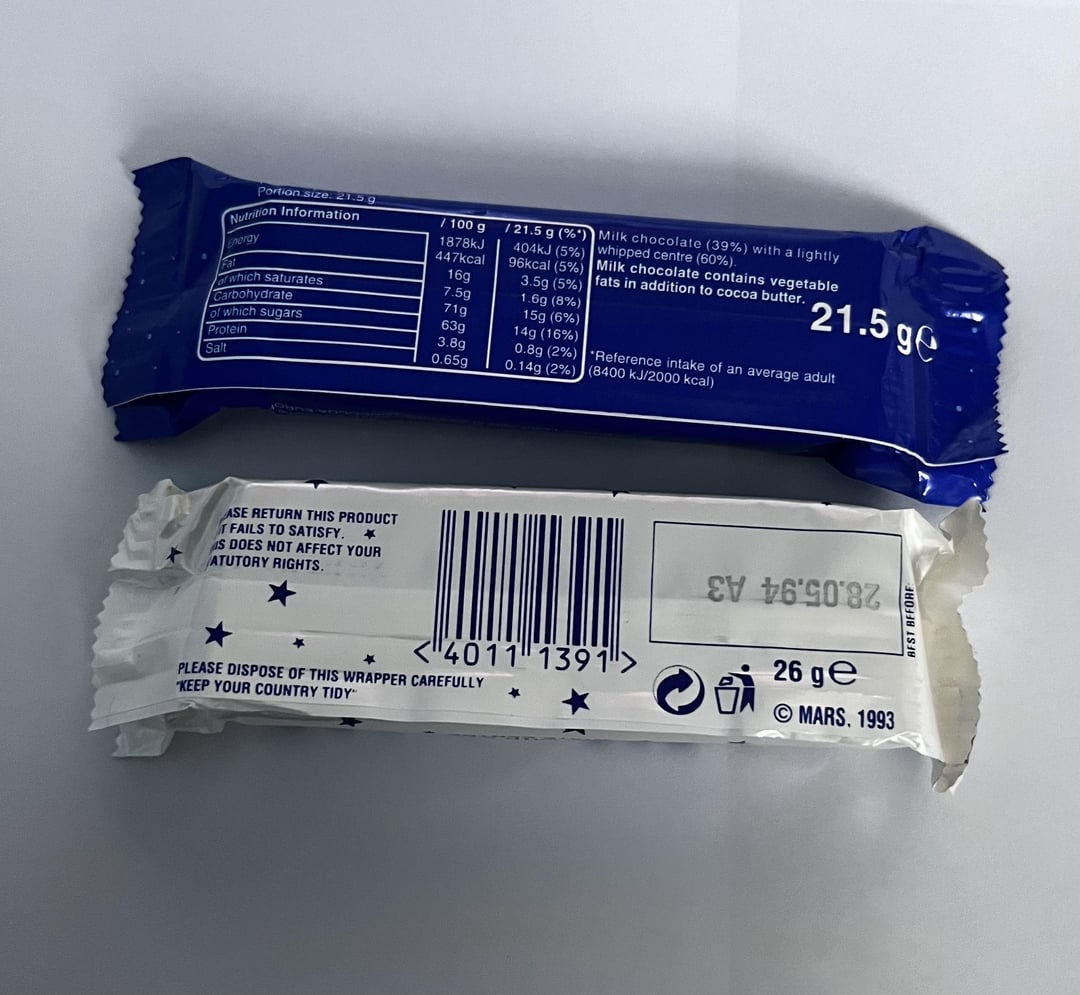 Portion size: 21.5 g
Nutrition Information / 100 g / 21.5 g (%*)
Energy 1878kJ 404kJ (5%)
447kcal 96kcal (5%)
Fat 16g 3.5g (5%)
of which saturates 7.5g 1.6g (8%)
Carbohydrate 71g 15g (6%)
of which sugars 63g 14g (16%)
Protein 3.8g 0.8g (2%)
Salt 0.65g 0.14g (2%)
Milk chocolate (39%) with a lightly
whipped centre (60%).
Milk chocolate contains vegetable
fats in addition to cocoa butter.
21.5 g e
*Reference intake of an average adult
(8400 kJ/2000 kcal)
ASE RETURN THIS PRODUCT
T FAILS TO SATISFY.
IS DOES NOT AFFECT YOUR
ATUTORY RIGHTS.
<4011 1391>
28.05.94 A3
BEST BEFORE
PLEASE DISPOSE OF THIS WRAPPER CAREFULLY
"KEEP YOUR COUNTRY TIDY"
26 g e
© MARS. 1993